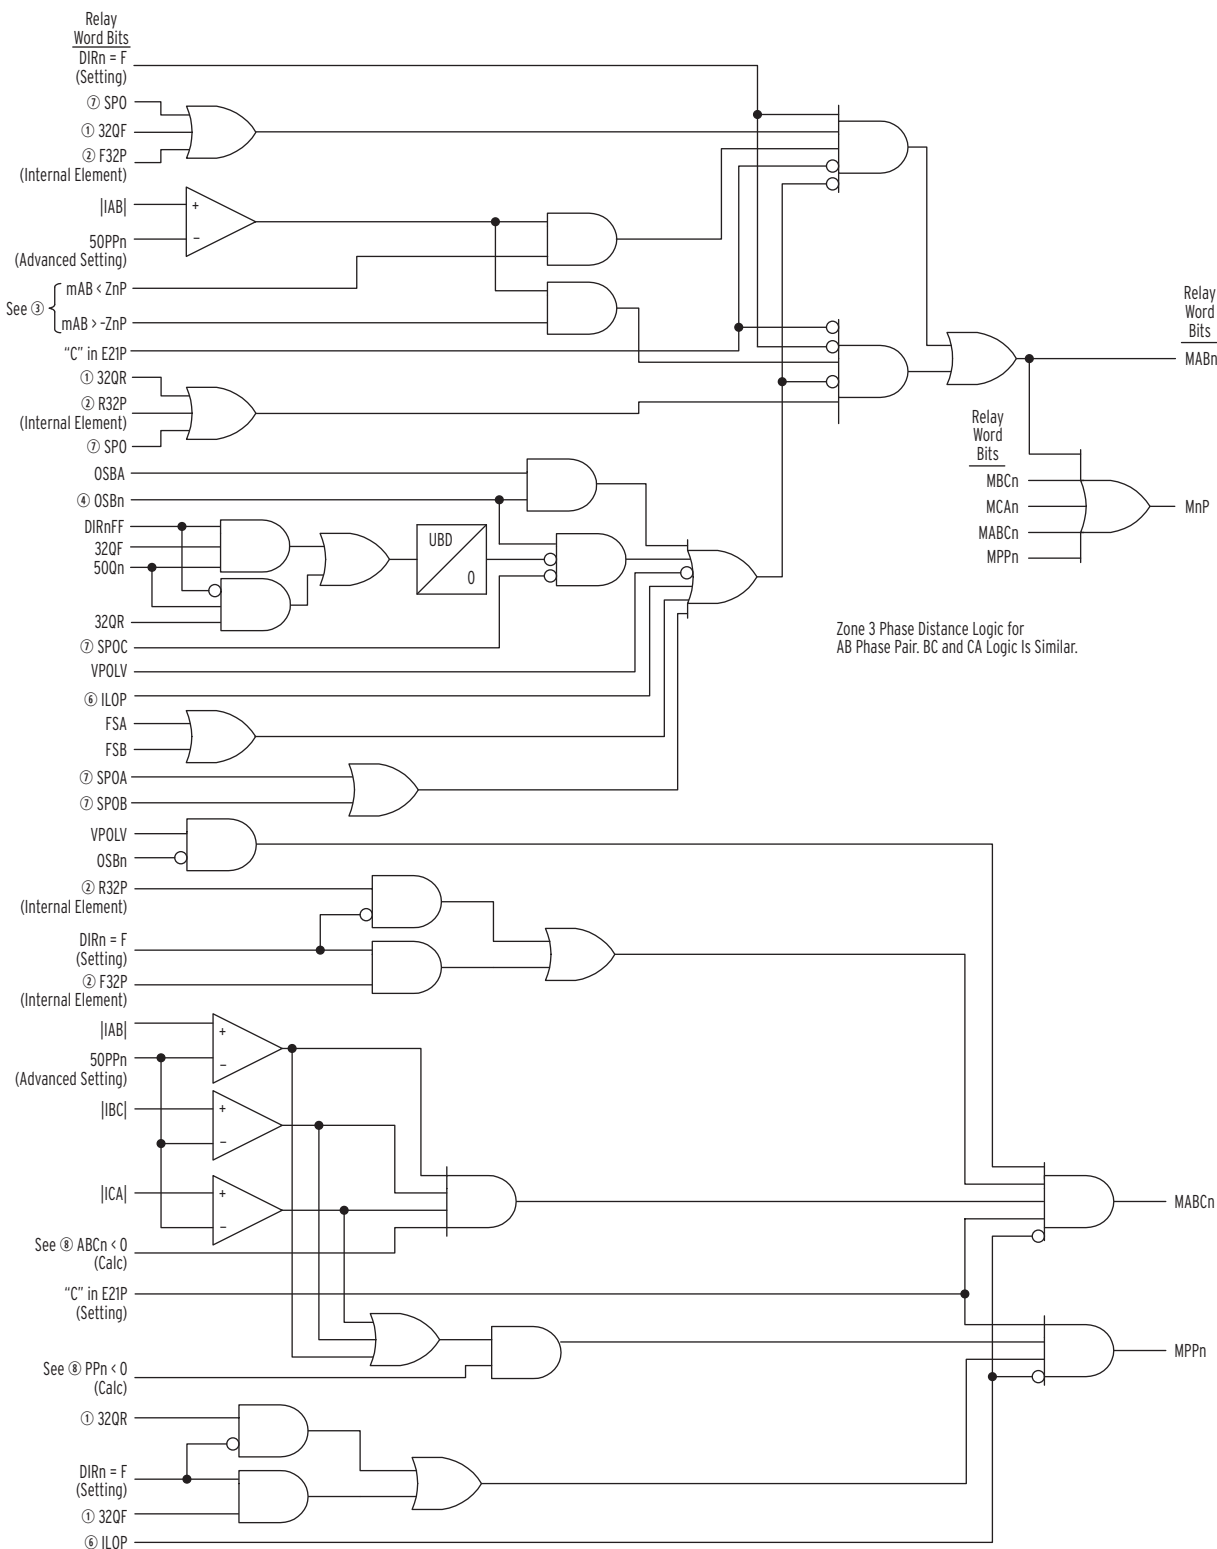 Relay
Word Bits
DIRn = F
(Setting)
⑦ SPO
① 32QF
② F32P
(Internal Element)
|IAB|
+
50PPn
−
(Advanced Setting)
See ③
mAB < ZnP
mAB > -ZnP
"C" in E21P
① 32QR
② R32P
(Internal Element)
⑦ SPO
Relay
Word
Bits
MABn
Relay
Word
Bits
MBCn
MCAn
MABCn
MPPn
MnP
OSBA
④ OSBn
DIRnFF
32QF
50Qn
UBD
0
32QR
⑦ SPOC
VPOLV
⑥ ILOP
FSA
FSB
⑦ SPOA
⑦ SPOB
Zone 3 Phase Distance Logic for
AB Phase Pair. BC and CA Logic Is Similar.
VPOLV
OSBn
② R32P
(Internal Element)
DIRn = F
(Setting)
② F32P
(Internal Element)
|IAB|
+
50PPn
−
(Advanced Setting)
|IBC|
+
−
|ICA|
+
−
See ⑧ ABCn < 0
(Calc)
MABCn
"C" in E21P
(Setting)
See ⑧ PPn < 0
(Calc)
MPPn
① 32QR
DIRn = F
(Setting)
① 32QF
⑥ ILOP